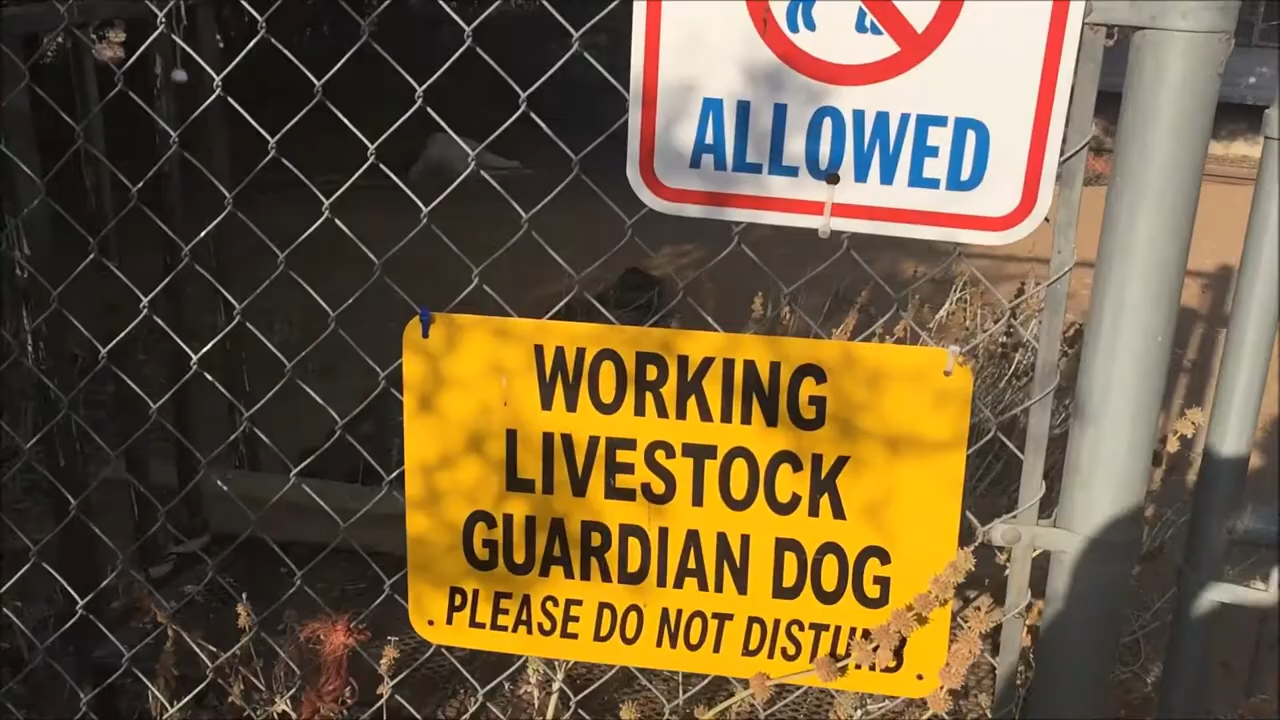 ALLOWED
WORKING
LIVESTOCK
GUARDIAN DOG
PLEASE DO NOT DISTURB